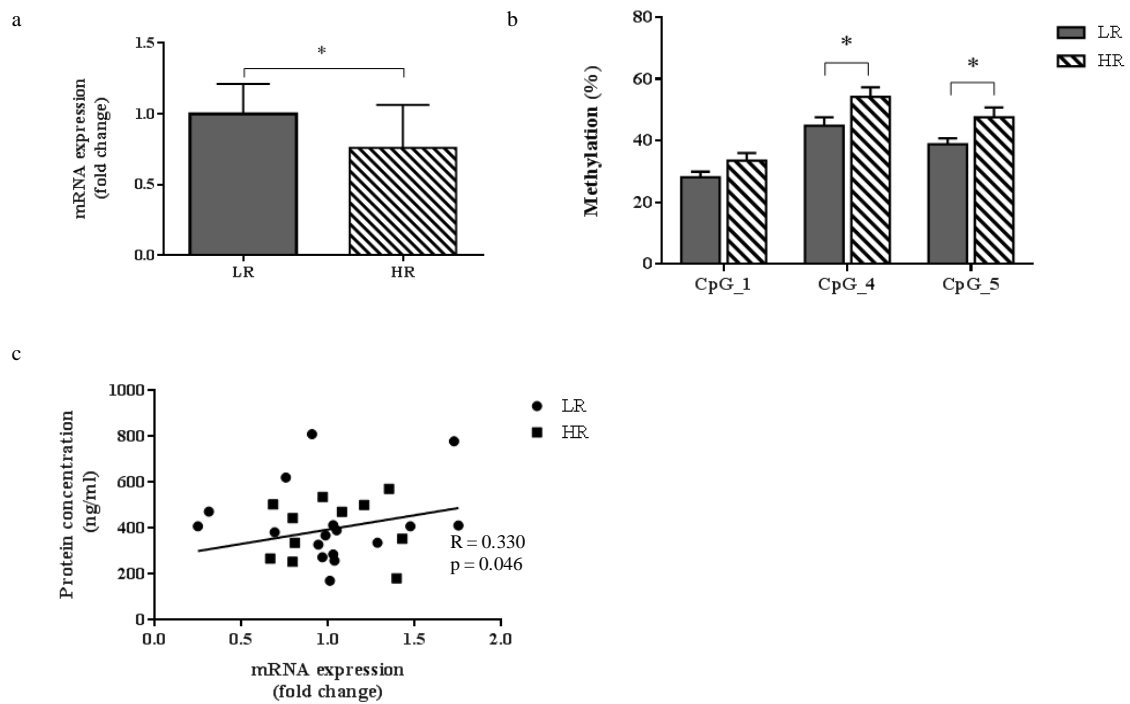 a
mRNA expression
(fold change)
1.5
1.0
0.5
0.0
*
LR
HR
b
Methylation (%)
80
60
40
20
0
*
*
CpG_1
CpG_4
CpG_5
LR
HR
c
Protein concentration
(ng/ml)
1000
800
600
400
200
0
0.0
0.5
1.0
1.5
2.0
R = 0.330
p = 0.046
mRNA expression
(fold change)
LR
HR